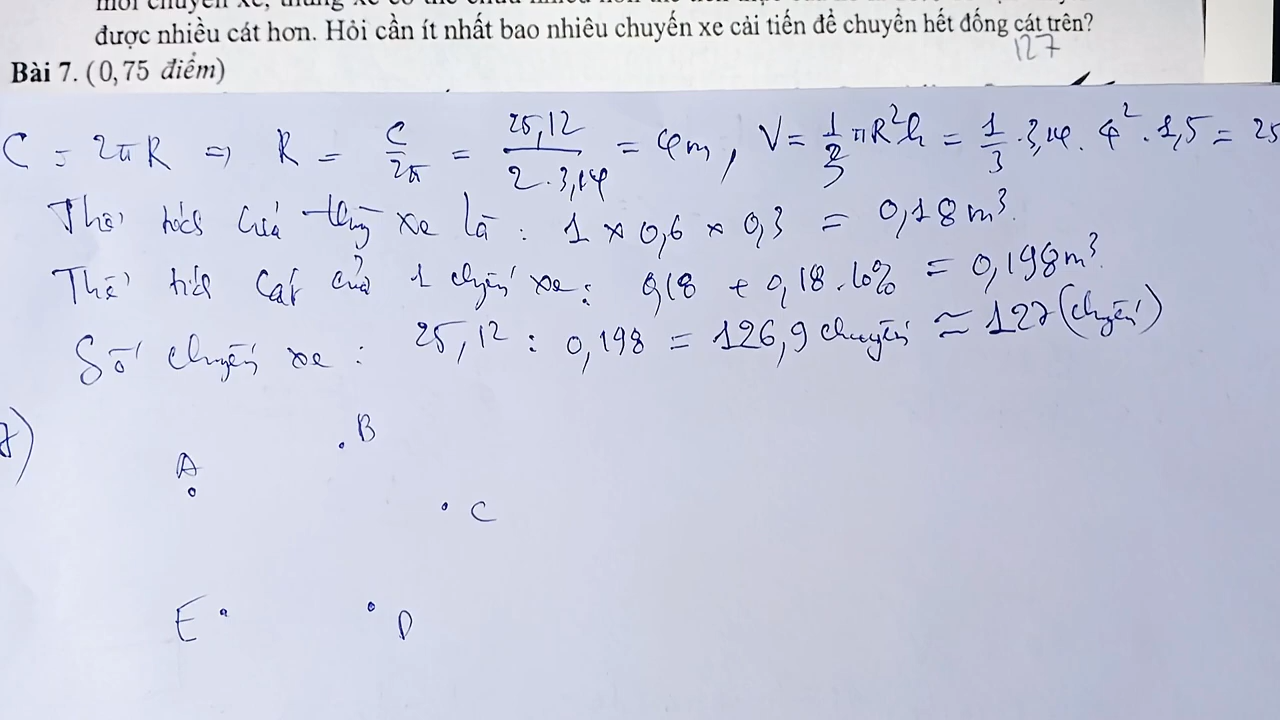 được nhiều cát hơn. Hỏi cần ít nhất bao nhiêu chuyến xe cải tiến để chuyển hết đống cát trên?
127
Bài 7. (0,75 điểm)
C = 2πR ⇒ R = C/2π = 25,12/2.3,14 = 4m, V = 1/3 πR²h = 1/3 . 3,14 . 4² . 1,5 = 25
Thể tích của thùng xe là : 1 × 0,6 × 0,3 = 0,18 m³.
Thể tích cát của 1 chuyến xe : 0,18 + 0,18 . 10% = 0,198m³.
Số chuyến xe : 25,12 : 0,198 = 126,9 chuyến ≃ 127 (chuyến)
7)
B
A
C
E
D